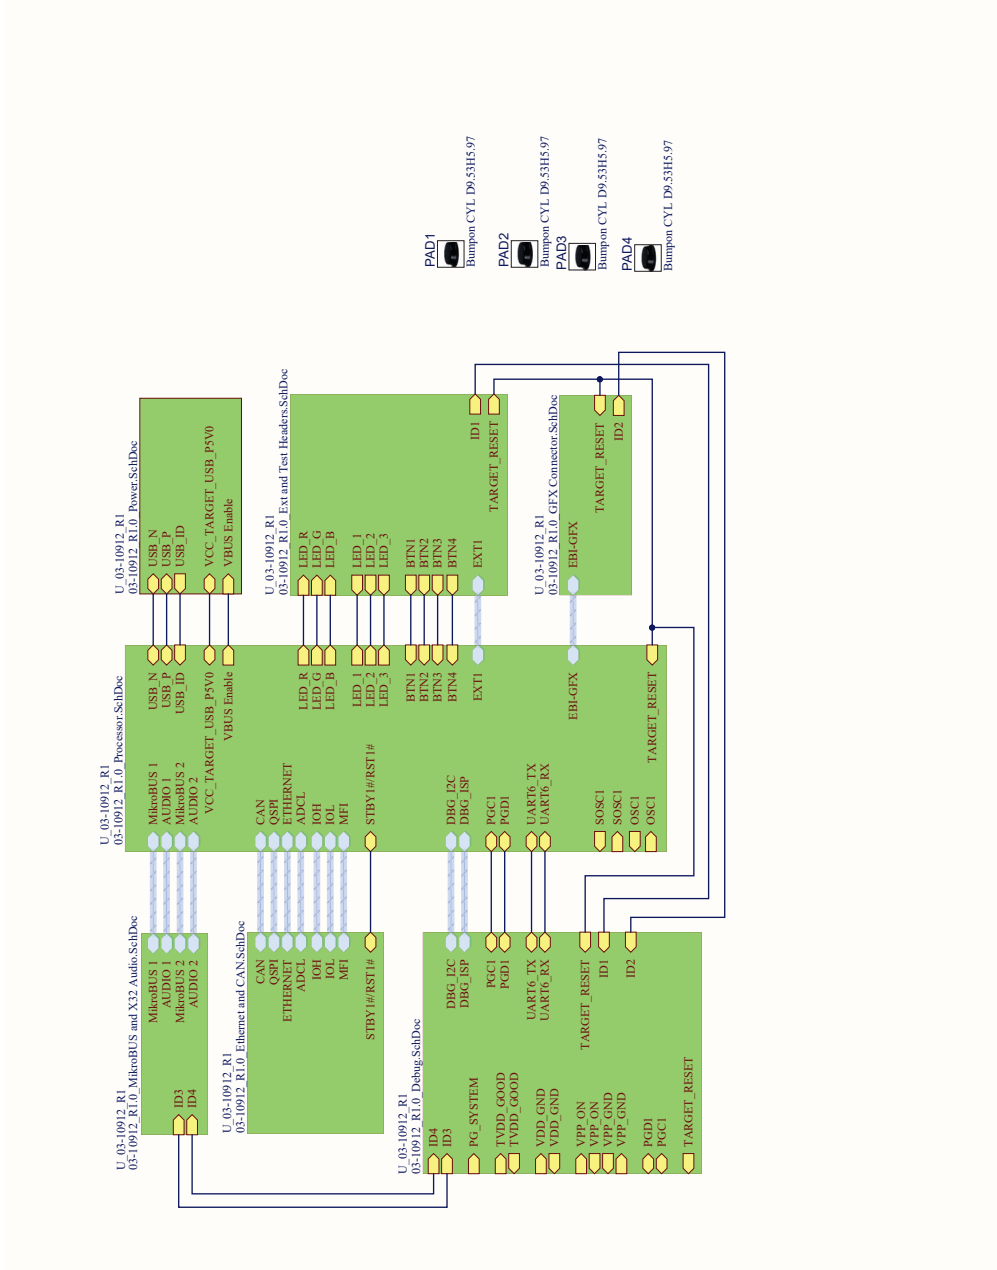 U_03-10912_R1
03-10912_R1.0_MikroBUS and X32 Audio.SchDoc
MikroBUS 1
AUDIO 1
MikroBUS 2
AUDIO 2
ID3
ID4
U_03-10912_R1
03-10912_R1.0_Ethernet and CAN.SchDoc
CAN
QSPI
ETHERNET
ADCL
IOH
IOL
MFI
STBY1#/RST1#
U_03-10912_R1
03-10912_R1.0_Debug.SchDoc
ID4
ID3
PG_SYSTEM
TVDD_GOOD
TVDD_GOOD
VDD_GND
VDD_GND
VPP_ON
VPP_ON
VPP_GND
VPP_GND
PGD1
PGC1
TARGET_RESET
DBG_I2C
DBG_ISP
PGC1
PGD1
UART6_TX
UART6_RX
TARGET_RESET
ID1
ID2
U_03-10912_R1
03-10912_R1.0_Processor.SchDoc
MikroBUS 1
AUDIO 1
MikroBUS 2
AUDIO 2
CAN
QSPI
ETHERNET
ADCL
IOH
IOL
MFI
STBY1#/RST1#
DBG_I2C
DBG_ISP
PGC1
PGD1
UART6_TX
UART6_RX
SOSC1
SOSC1
OSC1
OSC1
USB_N
USB_P
USB_ID
VCC_TARGET_USB_P5V0
VBUS Enable
LED_R
LED_G
LED_B
LED_1
LED_2
LED_3
BTN1
BTN2
BTN3
BTN4
EXT1
EBI-GFX
TARGET_RESET
U_03-10912_R1
03-10912_R1.0_Power.SchDoc
USB_N
USB_P
USB_ID
VCC_TARGET_USB_P5V0
VBUS Enable
U_03-10912_R1
03-10912_R1.0_Ext and Test Headers.SchDoc
LED_R
LED_G
LED_B
LED_1
LED_2
LED_3
BTN1
BTN2
BTN3
BTN4
EXT1
ID1
TARGET_RESET
U_03-10912_R1
03-10912_R1.0_GFX Connector.SchDoc
EBI-GFX
TARGET_RESET
ID2
PAD1
Bumpon CYL D9.53H5.97
PAD2
Bumpon CYL D9.53H5.97
PAD3
Bumpon CYL D9.53H5.97
PAD4
Bumpon CYL D9.53H5.97